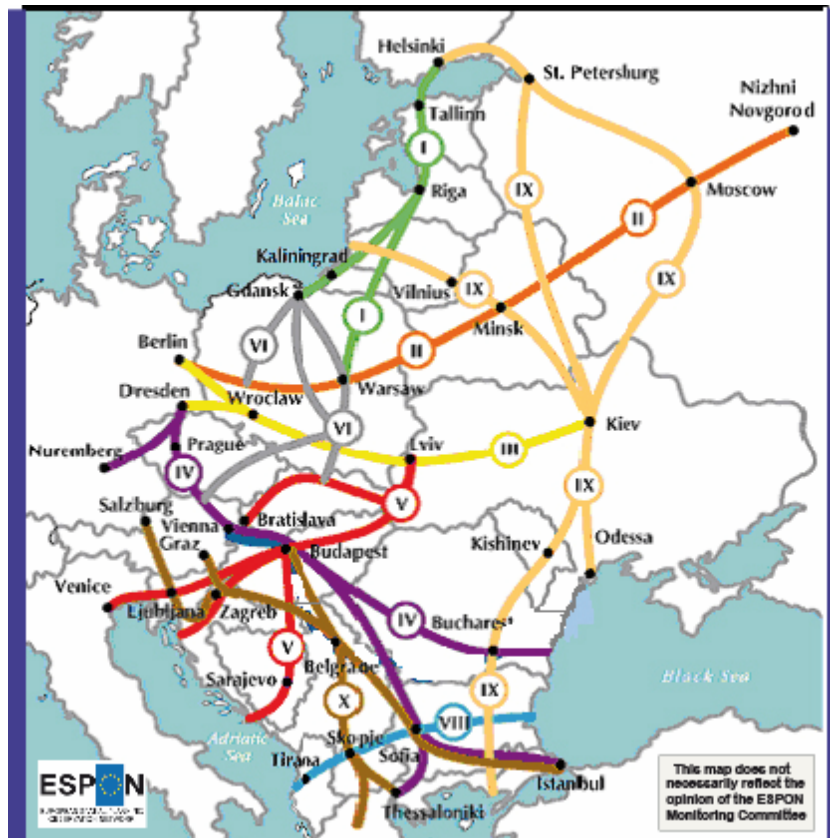 Helsinki
St. Petersburg
Nizhni
Novgorod
Tallinn
I
IX
Moscow
Riga
Baltic
Sea
II
Kaliningrad
IX
Gdansk
Vilnius
IX
I
Minsk
Berlin
VI
II
Dresden
Warsaw
Wroclaw
Kiev
VI
Nuremberg
Prague
Lviv
III
IV
IX
Salzburg
V
Vienna
Bratislava
Graz
Budapest
Kishinev
Odessa
Venice
Ljubljana
Zagreb
IV
Bucharest
V
Belgrade
Sarajevo
IX
Black Sea
X
VIII
Adriatic
Sea
Skopje
Tirana
Sofia
Istanbul
Thessaloniki
ESPON
This map does not
necessarily reflect the
opinion of the ESPON
Monitoring Committee